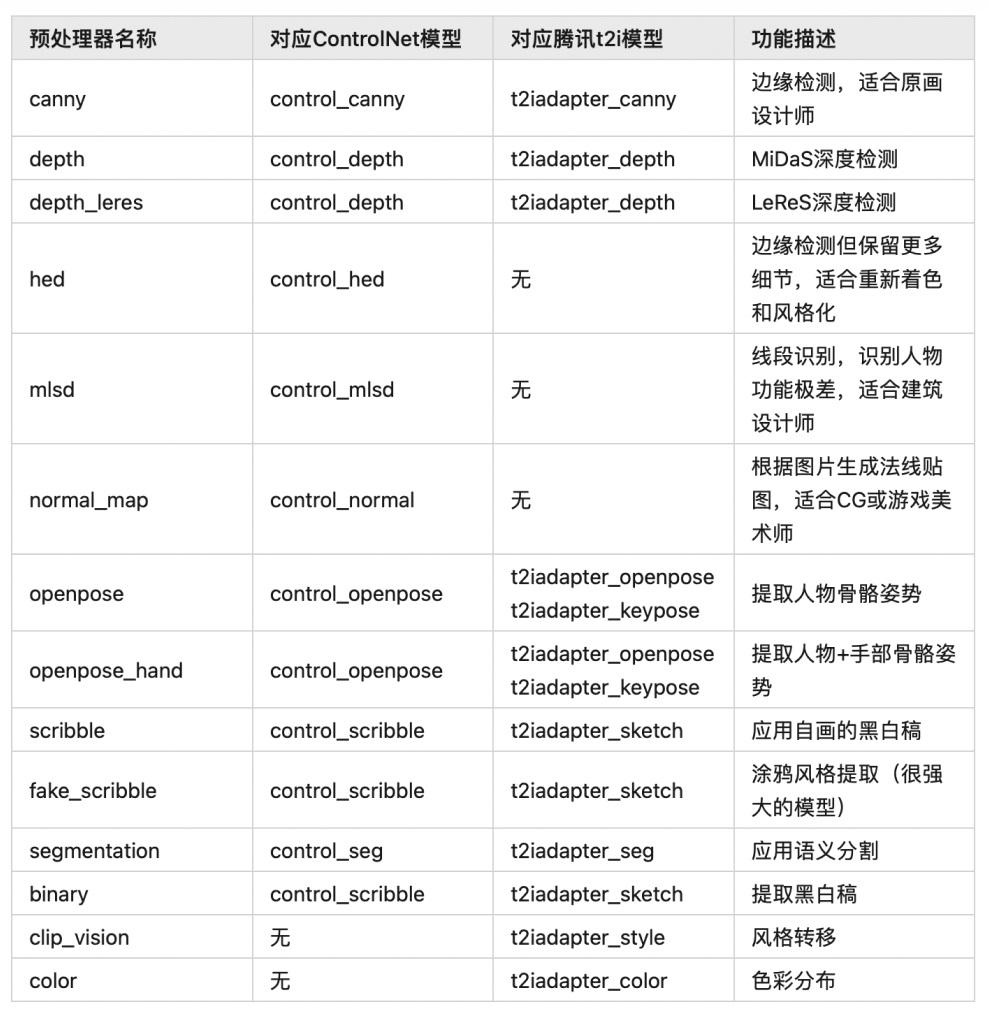 预处理器名称 对应ControlNet模型 对应腾讯t2i模型 功能描述
canny control_canny t2iadapter_canny 边缘检测，适合原画
设计师
depth control_depth t2iadapter_depth MiDaS深度检测
depth_leres control_depth t2iadapter_depth LeReS深度检测
hed control_hed 无 边缘检测但保留更多
细节，适合重新着色
和风格化
mlsd control_mlsd 无 线段识别，识别人物
功能极差，适合建筑
设计师
normal_map control_normal 无 根据图片生成法线贴
图，适合CG或游戏美
术师
openpose control_openpose t2iadapter_openpose
t2iadapter_keypose 提取人物骨骼姿势
openpose_hand control_openpose t2iadapter_openpose
t2iadapter_keypose 提取人物+手部骨骼姿
势
scribble control_scribble t2iadapter_sketch 应用自画的黑白稿
fake_scribble control_scribble t2iadapter_sketch 涂鸦风格提取（很强
大的模型）
segmentation control_seg t2iadapter_seg 应用语义分割
binary control_scribble t2iadapter_sketch 提取黑白稿
clip_vision 无 t2iadapter_style 风格转移
color 无 t2iadapter_color 色彩分布